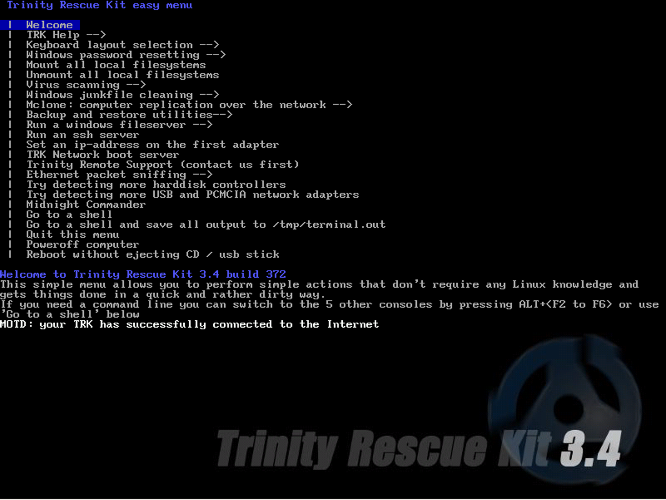 Trinity Rescue Kit easy menu
| Welcome
| TRK Help -->
| Keyboard layout selection -->
| Windows password resetting -->
| Mount all local filesystems
| Unmount all local filesystems
| Virus scanning -->
| Windows junkfile cleaning -->
| Mclone: computer replication over the network -->
| Backup and restore utilities-->
| Run a windows fileserver -->
| Run an ssh server
| Set an ip-address on the first adapter
| TRK Network boot server
| Trinity Remote Support (contact us first)
| Ethernet packet sniffing -->
| Try detecting more harddisk controllers
| Try detecting more USB and PCMCIA network adapters
| Midnight Commander
| Go to a shell
| Go to a shell and save all output to /tmp/terminal.out
| Quit this menu
| Poweroff computer
| Reboot without ejecting CD / usb stick
Welcome to Trinity Rescue Kit 3.4 build 372
This simple menu allows you to perform simple actions that don't require any Linux knowledge and
gets things done in a quick and rather dirty way.
If you need a command line you can switch to the 5 other consoles by pressing ALT+<F2 to F6> or use
'Go to a shell' below
MOTD: your TRK has successfully connected to the Internet
Trinity Rescue Kit 3.4